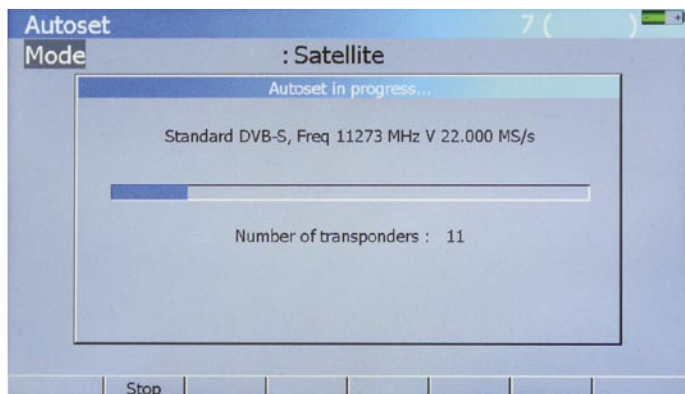 Autoset 7 ( )
Mode : Satellite
Autoset in progress...
Standard DVB-S, Freq 11273 MHz V 22.000 MS/s
Number of transponders : 11
Stop